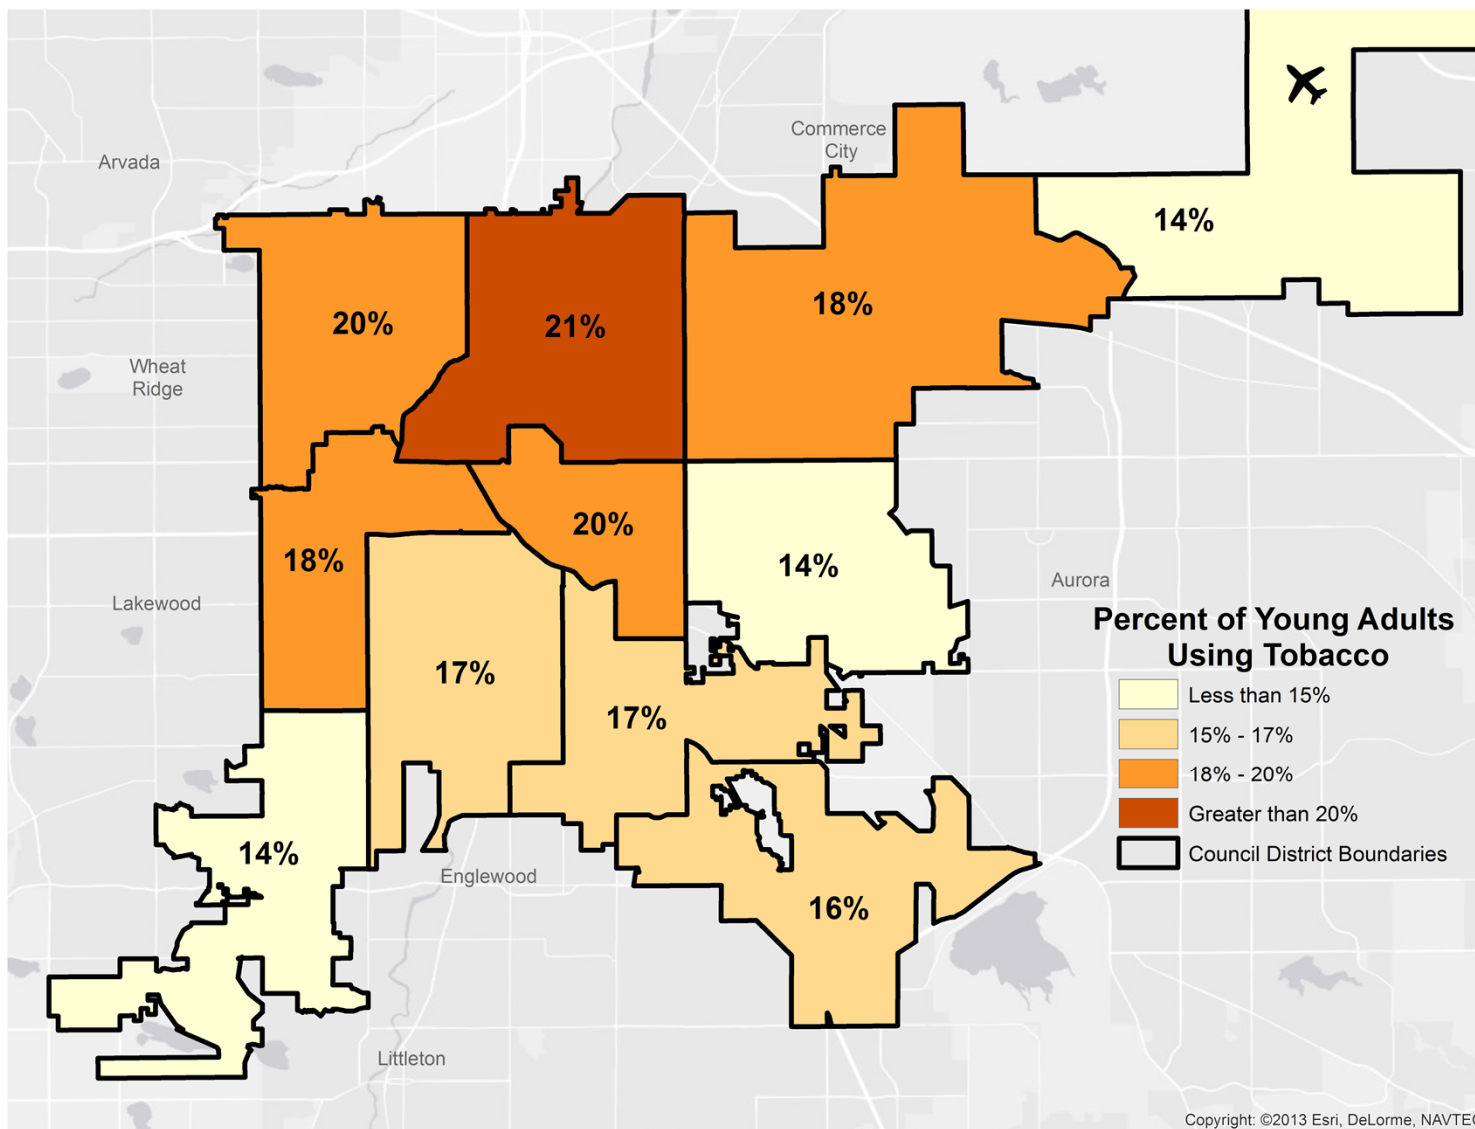 Commerce
City
Arvada
14%
18%
20%
21%
Wheat
Ridge
20%
18%
14%
Aurora
Lakewood
Percent of Young Adults
Using Tobacco
17%
Less than 15%
17%
15% - 17%
18% - 20%
Greater than 20%
14%
Council District Boundaries
Englewood
16%
Littleton
Copyright: ©2013 Esri, DeLorme, NAVTEC